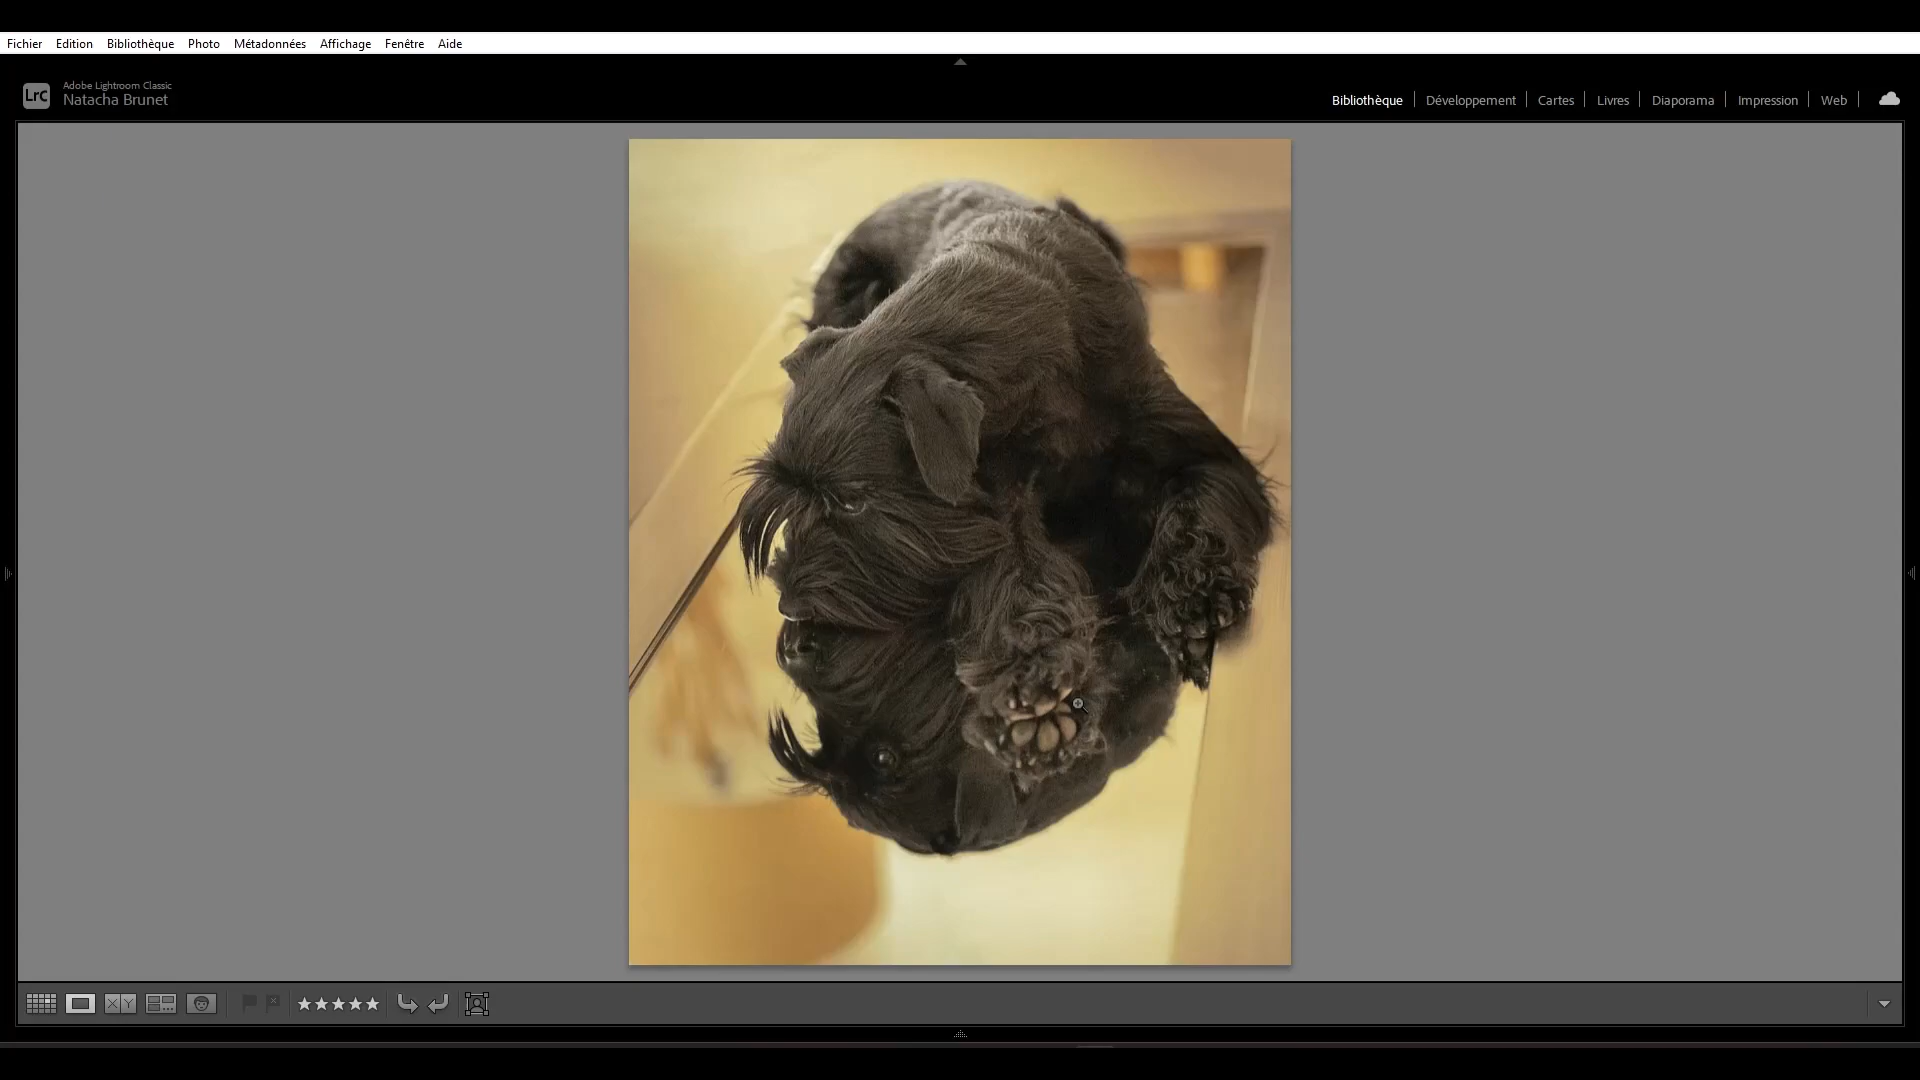 Fichier Edition Bibliothèque Photo Métadonnées Affichage Fenêtre Aide
LrC
Adobe Lightroom Classic
Natacha Brunet
Bibliothèque Développement Cartes Livres Diaporama Impression Web
X Y